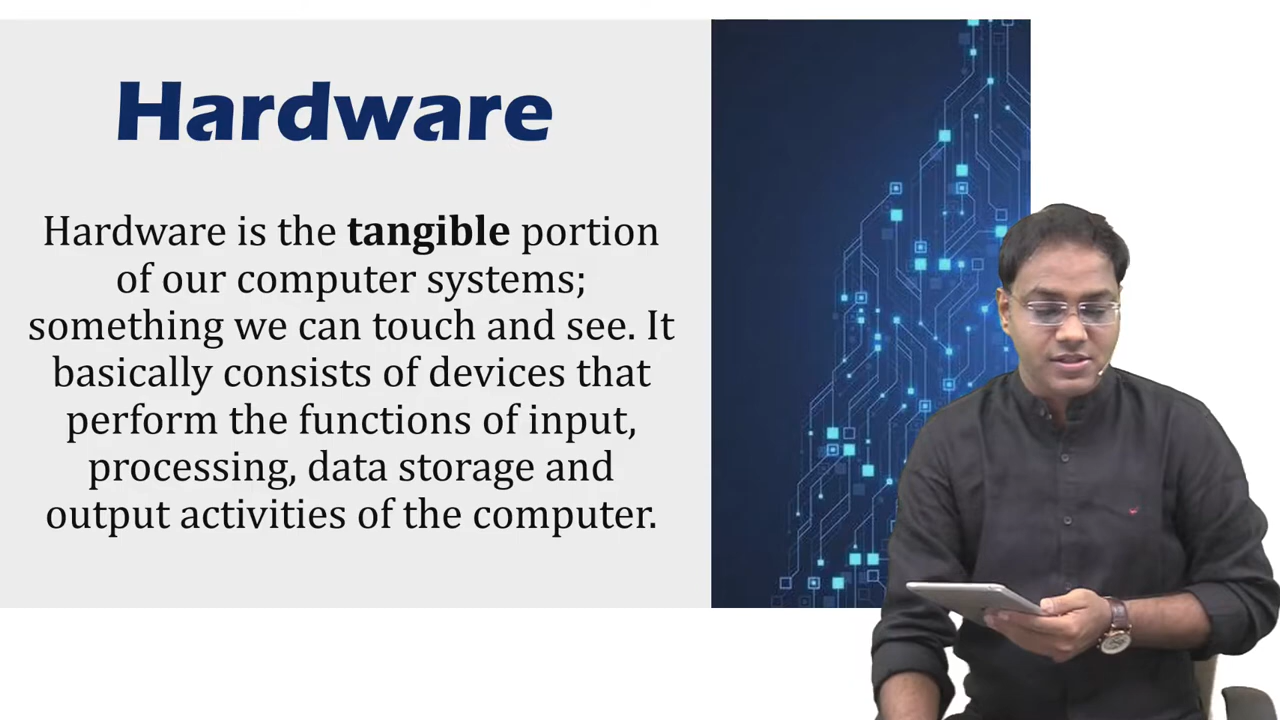 Hardware
Hardware is the tangible portion
of our computer systems;
something we can touch and see. It
basically consists of devices that
perform the functions of input,
processing, data storage and
output activities of the computer.